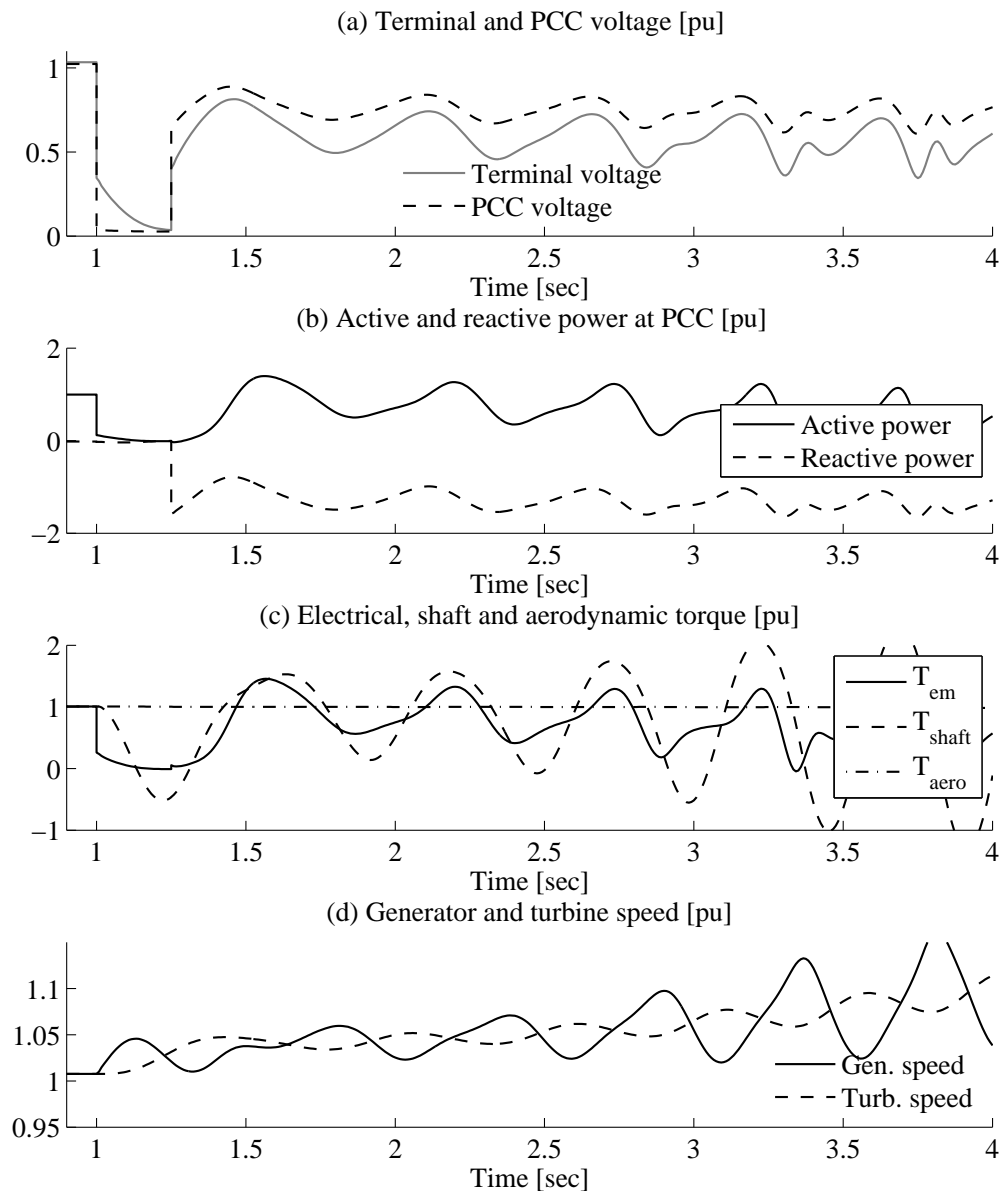 (a) Terminal and PCC voltage [pu]
1
0.5
0
Terminal voltage
PCC voltage
1 1.5 2 2.5 3 3.5 4
Time [sec]
(b) Active and reactive power at PCC [pu]
2
0
−2
Active power
Reactive power
1 1.5 2 2.5 3 3.5 4
Time [sec]
(c) Electrical, shaft and aerodynamic torque [pu]
2
1
0
−1
T_em
T_shaft
T_aero
1 1.5 2 2.5 3 3.5 4
Time [sec]
(d) Generator and turbine speed [pu]
1.1
1.05
1
0.95
Gen. speed
Turb. speed
1 1.5 2 2.5 3 3.5 4
Time [sec]